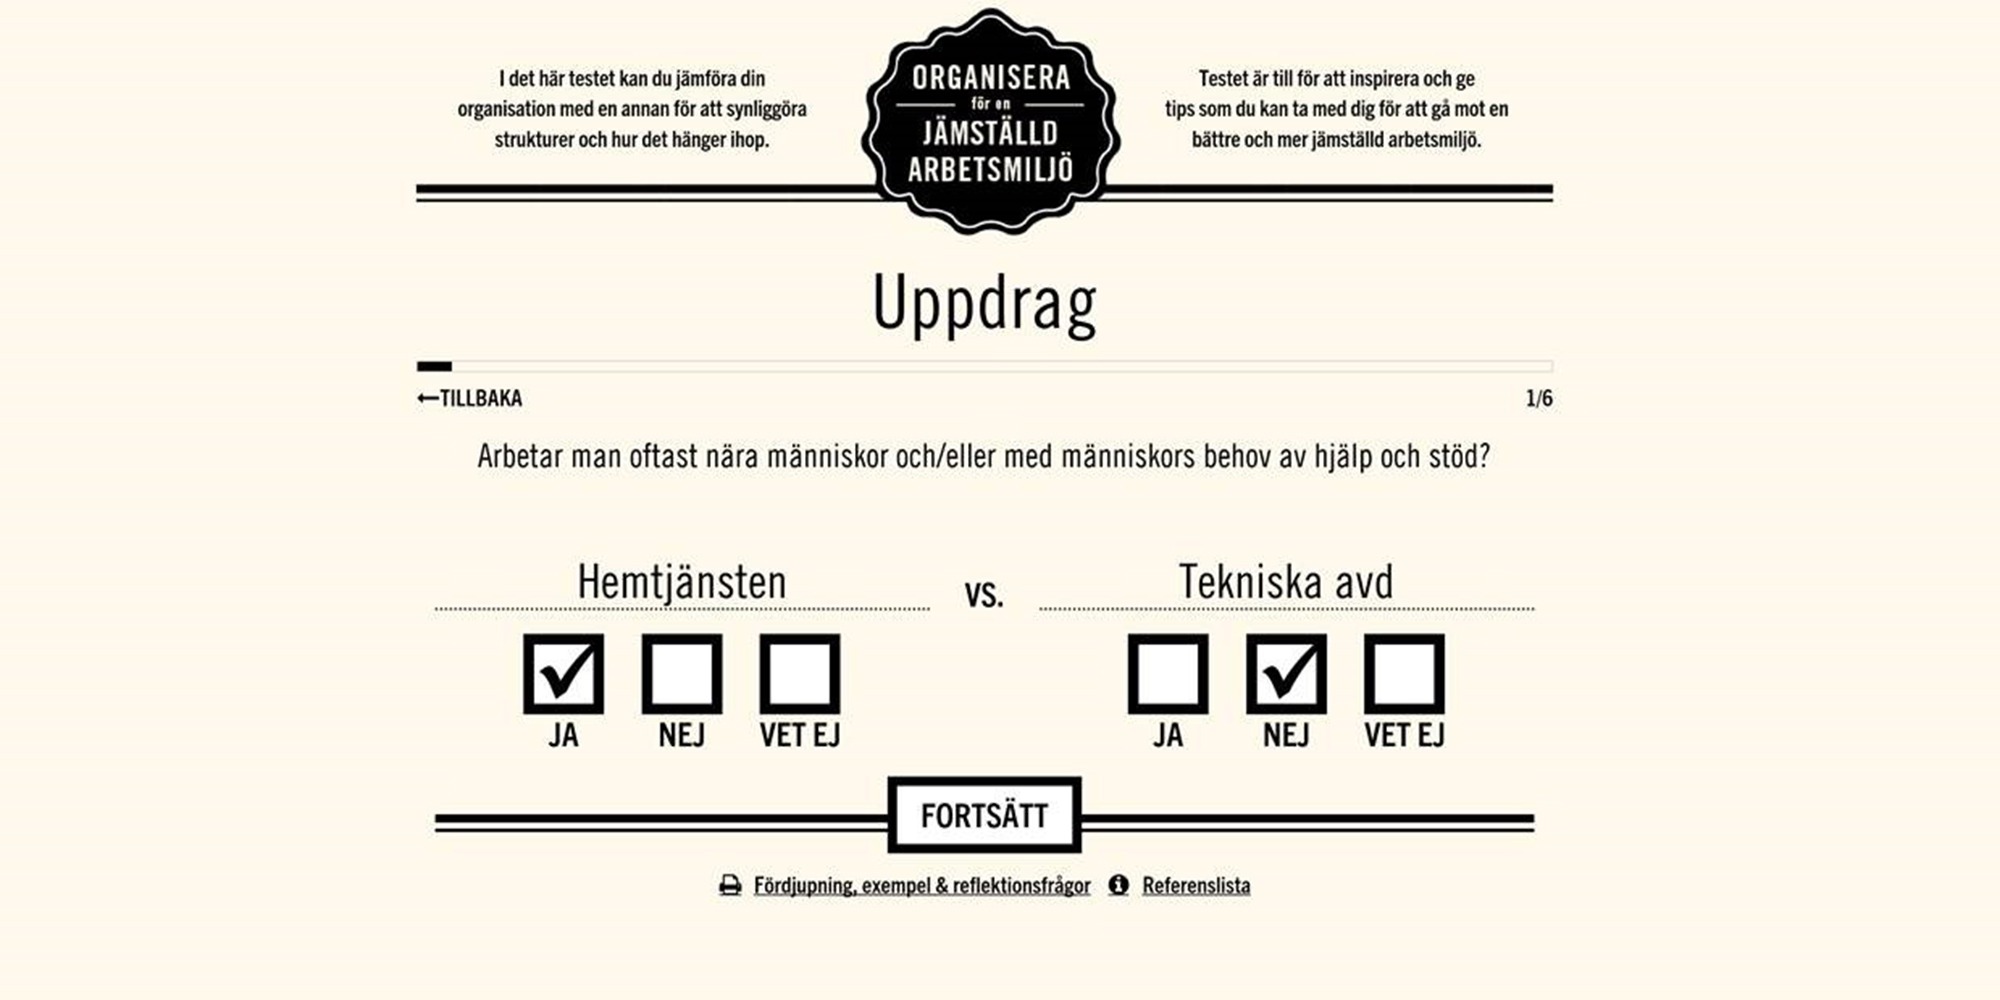 I det här testet kan du jämföra din
organisation med en annan för att synliggöra
strukturer och hur det hänger ihop.
ORGANISERA
för en
JÄMSTÄLLD
ARBETSMILJÖ
Testet är till för att inspirera och ge
tips som du kan ta med dig för att gå mot en
bättre och mer jämställd arbetsmiljö.
Uppdrag
←TILLBAKA
1/6
Arbetar man oftast nära människor och/eller med människors behov av hjälp och stöd?
Hemtjänsten
VS.
Tekniska avd
JA NEJ VET EJ
JA NEJ VET EJ
FORTSÄTT
Fördjupning, exempel & reflektionsfrågor
Referenslista